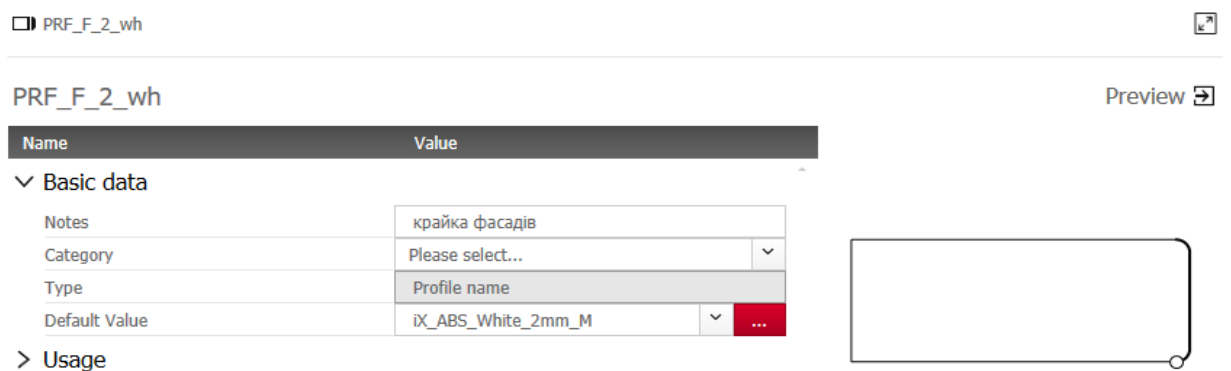 PRF_F_2_wh
PRF_F_2_wh
Preview
Name Value
Basic data
Notes крайка фасадів
Category Please select...
Type Profile name
Default Value iX_ABS_White_2mm_M ...
Usage